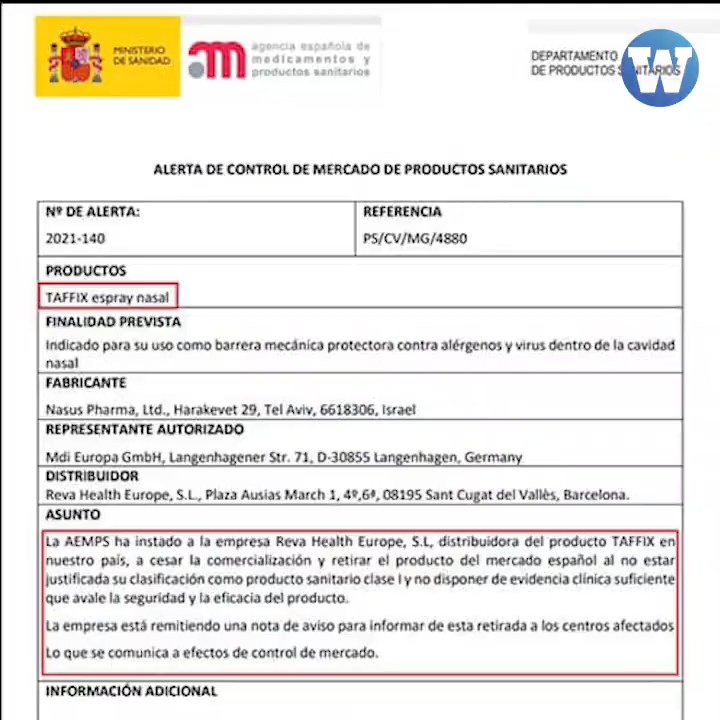 MINISTERIO
DE SANIDAD
agencia española de
medicamentos y
productos sanitarios
DEPARTAMENTO
DE PRODUCTOS SANITARIOS
W
ALERTA DE CONTROL DE MERCADO DE PRODUCTOS SANITARIOS
Nº DE ALERTA:
2021-140
REFERENCIA
PS/CV/MG/4880
PRODUCTOS
TAFFIX espray nasal
FINALIDAD PREVISTA
Indicado para su uso como barrera mecánica protectora contra alérgenos y virus dentro de la cavidad
nasal
FABRICANTE
Nasus Pharma, Ltd., Harakevet 29, Tel Aviv, 6618306, Israel
REPRESENTANTE AUTORIZADO
Mdi Europa GmbH, Langenhagener Str. 71, D-30855 Langenhagen, Germany
DISTRIBUIDOR
Reva Health Europe, S.L., Plaza Ausias March 1, 4º,6ª, 08195 Sant Cugat del Vallès, Barcelona.
ASUNTO
La AEMPS ha instado a la empresa Reva Health Europe, S.L, distribuidora del producto TAFFIX en
nuestro país, a cesar la comercialización y retirar el producto del mercado español al no estar
justificada su clasificación como producto sanitario clase I y no disponer de evidencia clínica suficiente
que avale la seguridad y la eficacia del producto.
La empresa está remitiendo una nota de aviso para informar de esta retirada a los centros afectados
Lo que se comunica a efectos de control de mercado.
INFORMACIÓN ADICIONAL